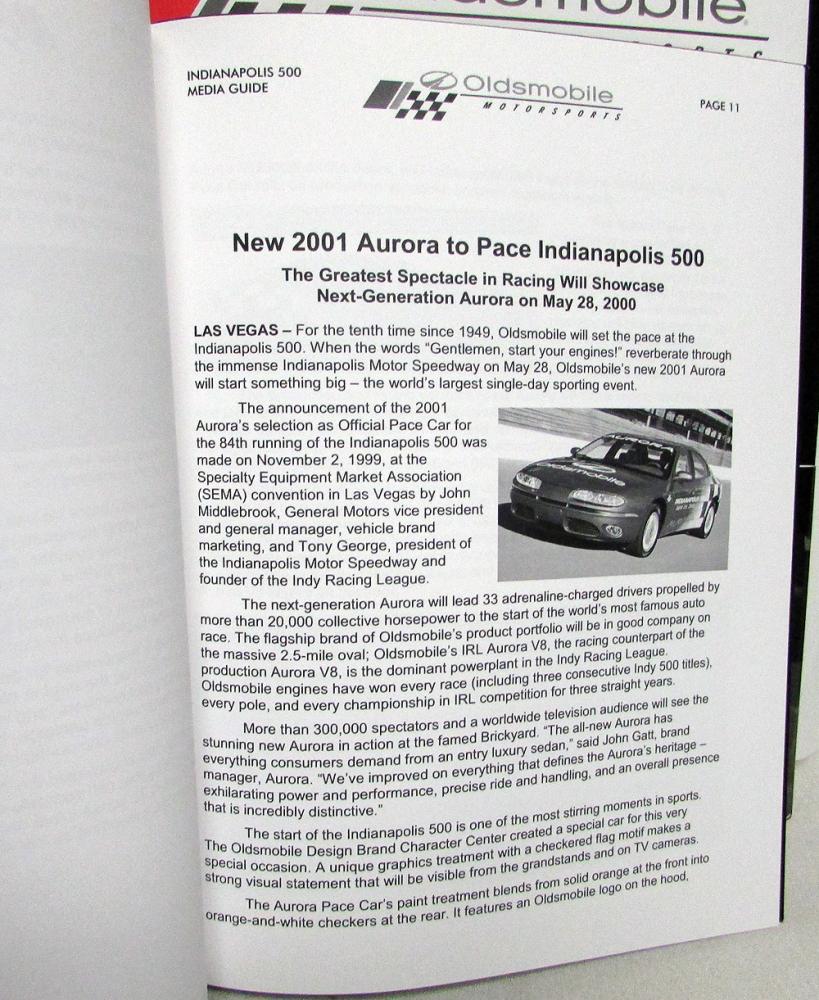 INDIANAPOLIS 500
MEDIA GUIDE
Oldsmobile
MOTORSPORTS
PAGE 11
New 2001 Aurora to Pace Indianapolis 500
The Greatest Spectacle in Racing Will Showcase
Next-Generation Aurora on May 28, 2000
LAS VEGAS – For the tenth time since 1949, Oldsmobile will set the pace at the
Indianapolis 500. When the words "Gentlemen, start your engines!" reverberate through
the immense Indianapolis Motor Speedway on May 28, Oldsmobile's new 2001 Aurora
will start something big – the world's largest single-day sporting event.
The announcement of the 2001
Aurora's selection as Official Pace Car for
the 84th running of the Indianapolis 500 was
made on November 2, 1999, at the
Specialty Equipment Market Association
(SEMA) convention in Las Vegas by John
Middlebrook, General Motors vice president
and general manager, vehicle brand
marketing, and Tony George, president of
the Indianapolis Motor Speedway and
founder of the Indy Racing League.
AURORA
Oldsmobile
INDIANAPOLIS
The next-generation Aurora will lead 33 adrenaline-charged drivers propelled by
more than 20,000 collective horsepower to the start of the world's most famous auto
race. The flagship brand of Oldsmobile's product portfolio will be in good company on
the massive 2.5-mile oval; Oldsmobile's IRL Aurora V8, the racing counterpart of the
production Aurora V8, is the dominant powerplant in the Indy Racing League.
Oldsmobile engines have won every race (including three consecutive Indy 500 titles),
every pole, and every championship in IRL competition for three straight years.
More than 300,000 spectators and a worldwide television audience will see the
stunning new Aurora in action at the famed Brickyard. "The all-new Aurora has
everything consumers demand from an entry luxury sedan," said John Gatt, brand
manager, Aurora. "We've improved on everything that defines the Aurora's heritage –
exhilarating power and performance, precise ride and handling, and an overall presence
that is incredibly distinctive."
The start of the Indianapolis 500 is one of the most stirring moments in sports.
The Oldsmobile Design Brand Character Center created a special car for this very
special occasion. A unique graphics treatment with a checkered flag motif makes a
strong visual statement that will be visible from the grandstands and on TV cameras.
The Aurora Pace Car's paint treatment blends from solid orange at the front into
orange-and-white checkers at the rear. It features an Oldsmobile logo on the hood,